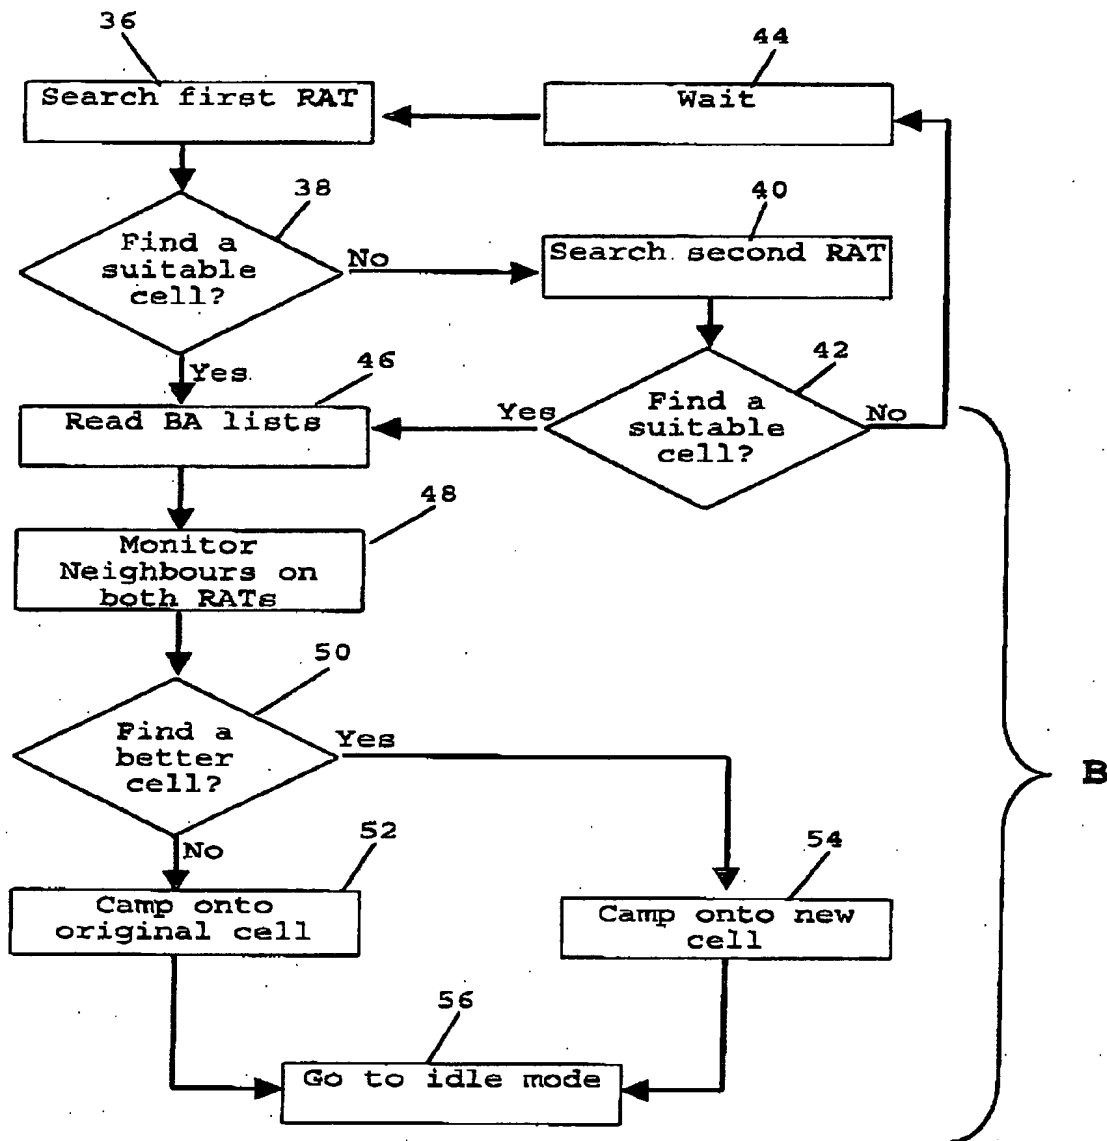 36
44
Search first RAT
Wait
38
40
Find a
suitable
cell?
No
Search second RAT
Yes
46
42
Read BA lists
Yes
Find a
suitable
cell?
No
48
Monitor
Neighbours on
both RATs
50
Find a
better
cell?
Yes
B
No
52
54
Camp onto
original cell
Camp onto new
cell
56
Go to idle mode